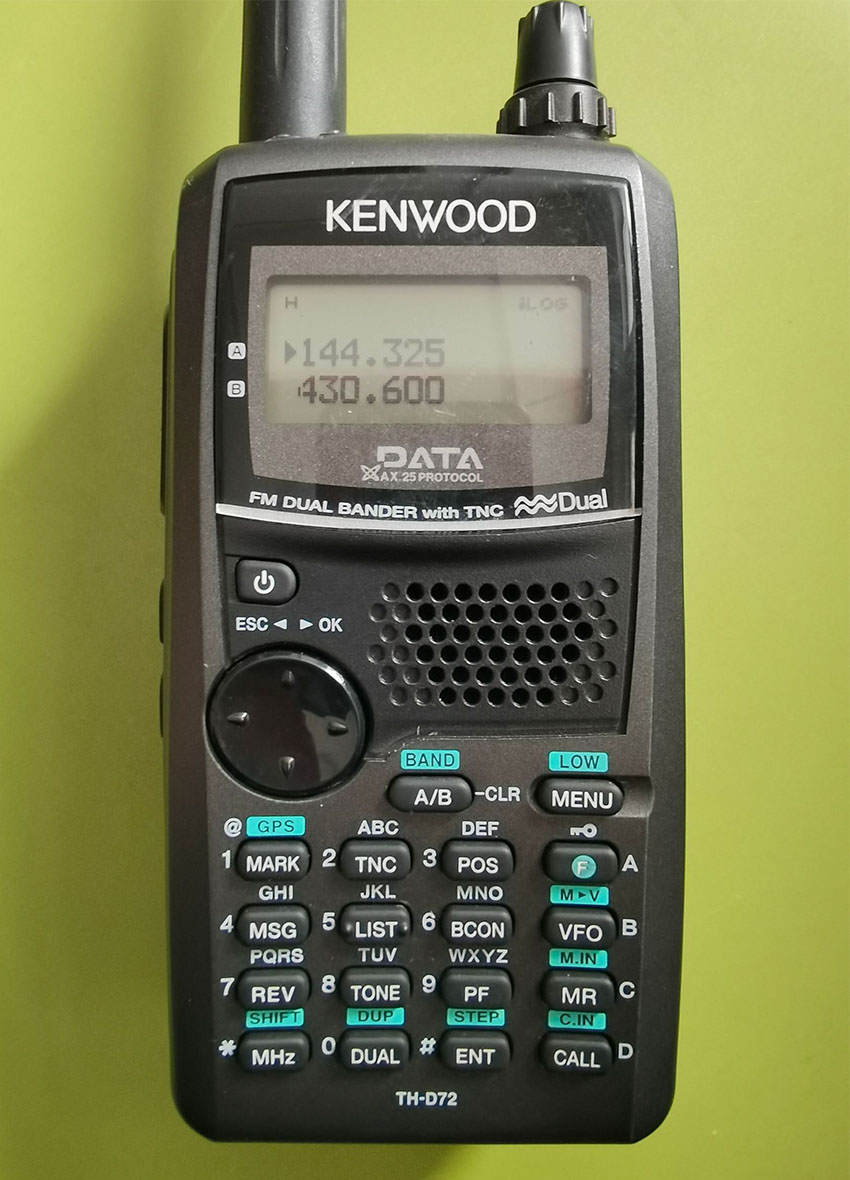 KENWOOD
H iLOG
A ▶144.325
B 430.600
DATA
AX.25 PROTOCOL
FM DUAL BANDER with TNC Dual
ESC ◄ ► OK
BAND LOW
A/B -CLR MENU
@ GPS ABC DEF
1 MARK 2 TNC 3 POS F A
GHI JKL MNO M►V
4 MSG 5 LIST 6 BCON VFO B
PQRS TUV WXYZ M.IN
7 REV 8 TONE 9 PF MR C
SHIFT DUP STEP C.IN
* MHz 0 DUAL # ENT CALL D
TH-D72